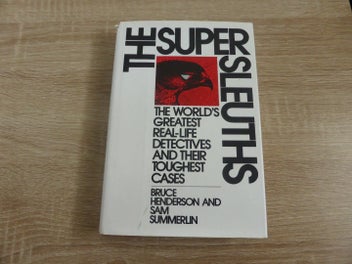 THE SUPER
SLEUTHS
THE WORLD'S
GREATEST
REAL-LIFE
DETECTIVES
AND THEIR
TOUGHEST
CASES
BRUCE
HENDERSON AND
SAM
SUMMERLIN